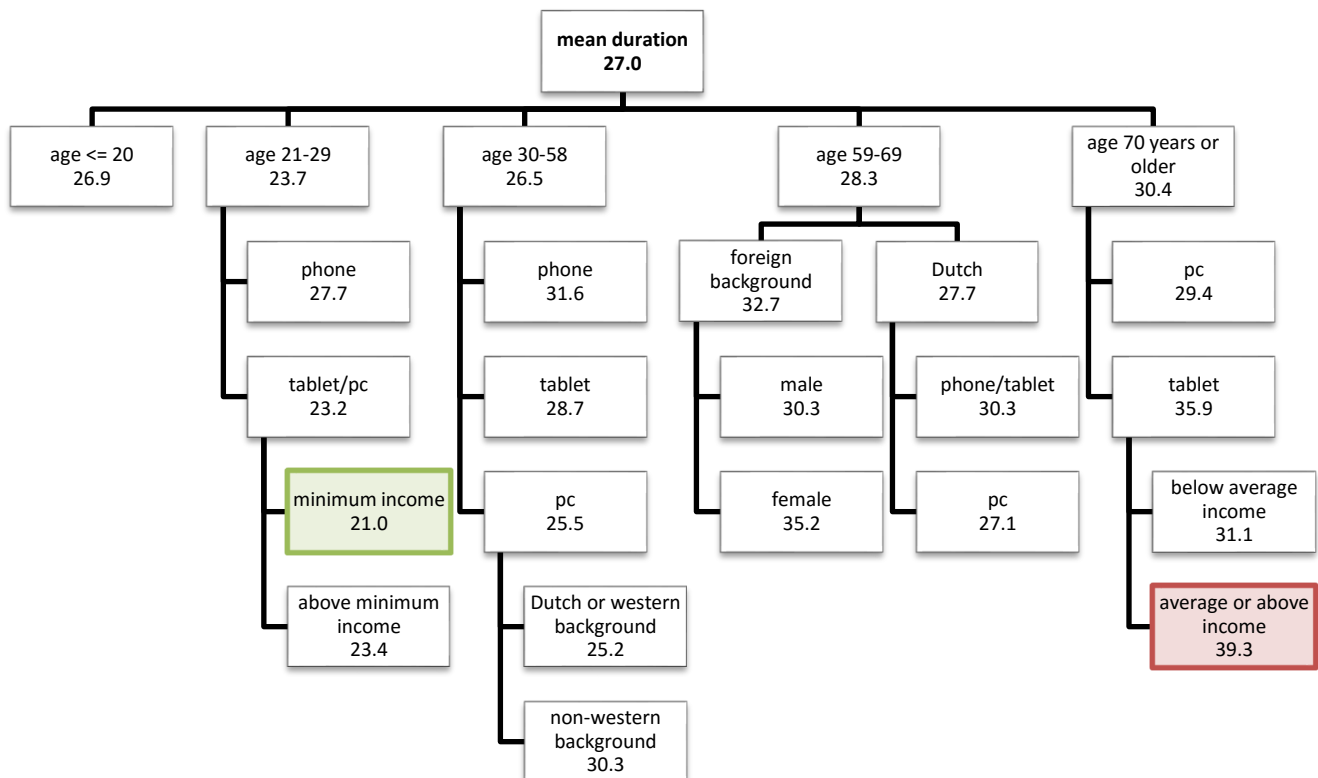 mean duration
27.0
age <= 20
26.9
age 21-29
23.7
age 30-58
26.5
age 59-69
28.3
age 70 years or
older
30.4
phone
27.7
phone
31.6
foreign
background
32.7
Dutch
27.7
pc
29.4
tablet/pc
23.2
tablet
28.7
male
30.3
phone/tablet
30.3
tablet
35.9
minimum income
21.0
pc
25.5
female
35.2
pc
27.1
below average
income
31.1
above minimum
income
23.4
Dutch or western
background
25.2
average or above
income
39.3
non-western
background
30.3